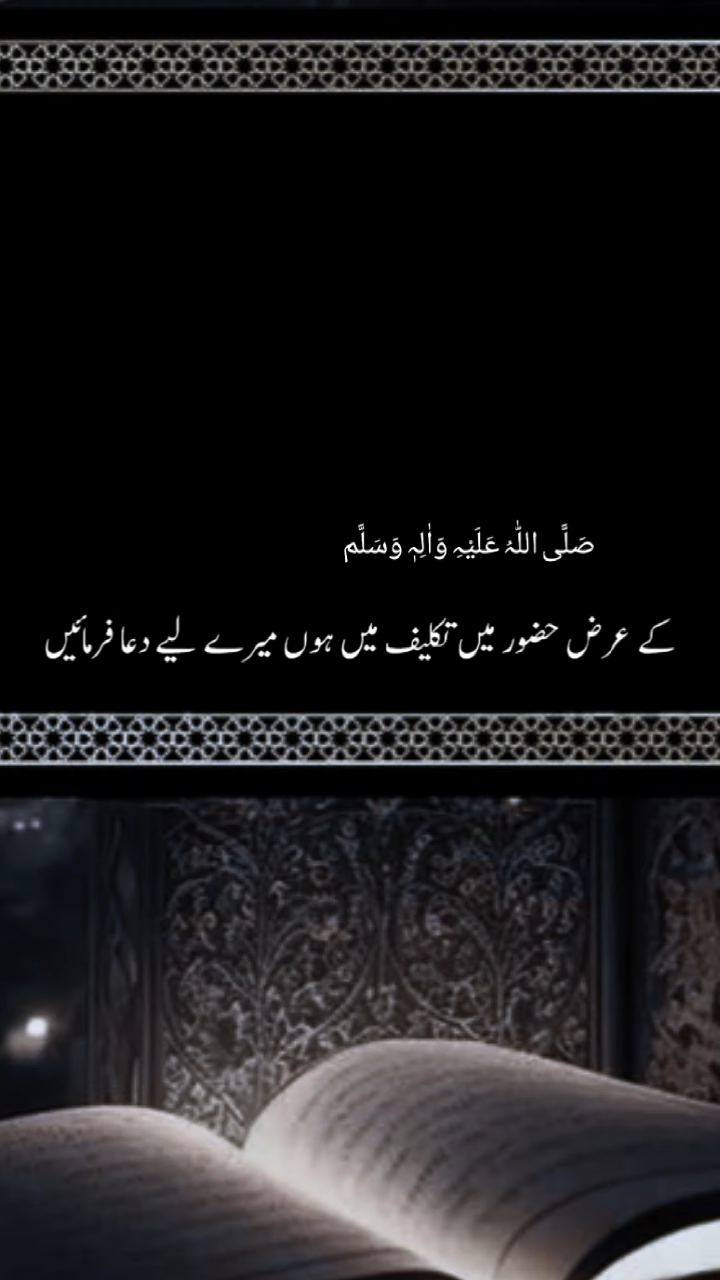 صَلَّی اللّٰہُ عَلَیْہِ وَاٰلِہٖ وَسَلَّم
کے عرض حضور میں تکلیف میں ہوں میرے لیے دعا فرمائیں